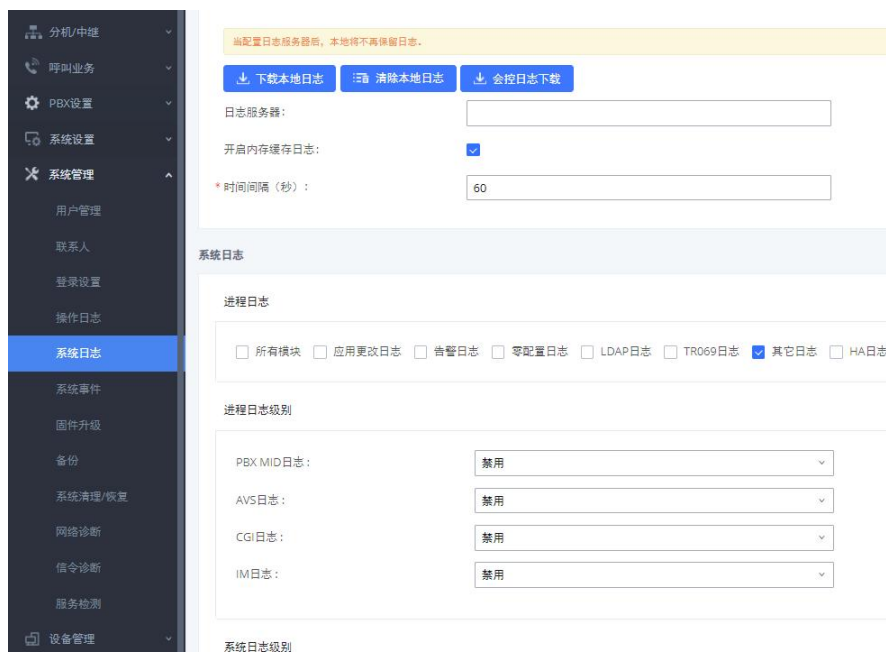 分机/中继
呼叫业务
PBX设置
系统设置
系统管理
用户管理
联系人
登录设置
操作日志
系统日志
系统事件
固件升级
备份
系统清理/恢复
网络诊断
信令诊断
服务检测
设备管理
当配置日志服务器后，本地将不再保留日志。
下载本地日志 清除本地日志 会控日志下载
日志服务器：
开启内存缓存日志：
* 时间间隔（秒）： 60
系统日志
进程日志
所有模块 应用更改日志 告警日志 零配置日志 LDAP日志 TR069日志 其它日志 HA日志
进程日志级别
PBX MID日志： 禁用
AVS日志： 禁用
CGI日志： 禁用
IM日志： 禁用
系统日志级别